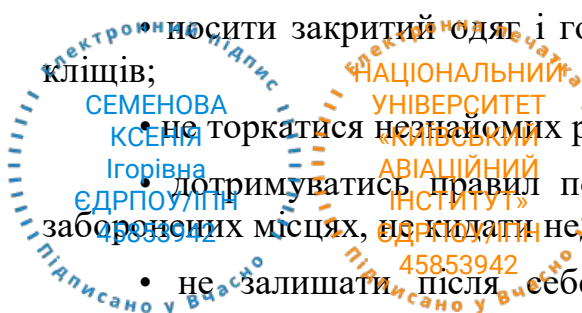 • носити закритий одяг і го
кліщів;
• не торкатися незнайомих р
• дотримуватись правил п
заборонених місцях, не кидати не
• не залишати після себ
Електронний підпис
СЕМЕНОВА
КСЕНІЯ
Ігорівна
ЄДРПОУ/ІПН
45853942
Підписано у Вчасно
Електронна печатка
НАЦІОНАЛЬНИЙ
УНІВЕРСИТЕТ
«КИЇВСЬКИЙ
АВІАЦІЙНИЙ
ІНСТИТУТ»
ЄДРПОУ/ІПН
45853942
Підписано у Вчасно